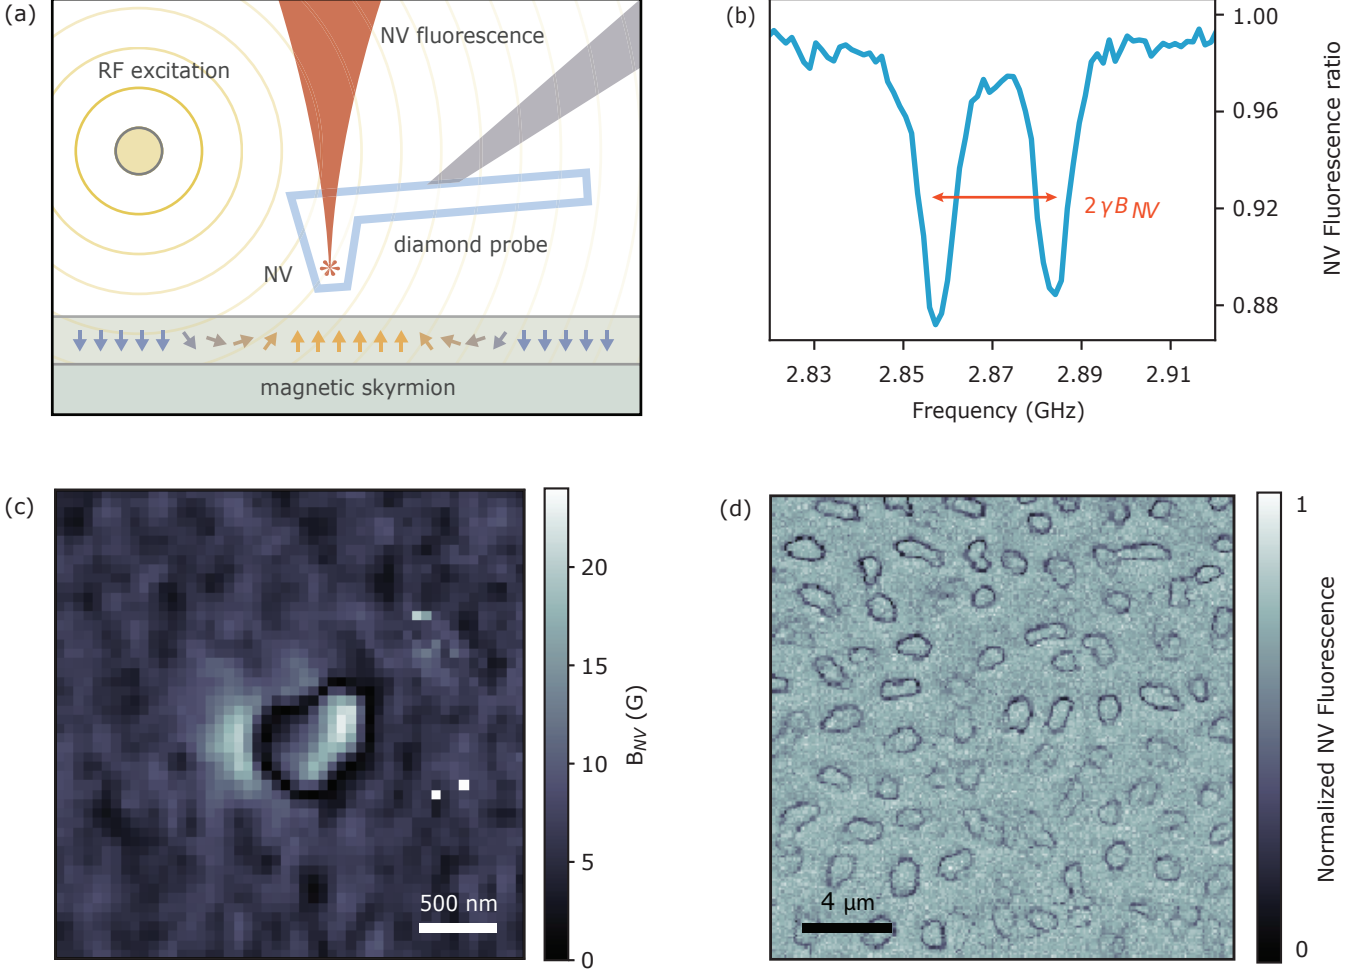 (a)
NV fluorescence
RF excitation
diamond probe
NV
magnetic skyrmion
(b)
1.00
0.96
0.92
0.88
2γB_NV
NV Fluorescence ratio
2.83 2.85 2.87 2.89 2.91
Frequency (GHz)
(c)
20
15
10
5
0
B_NV (G)
500 nm
(d)
1
0
Normalized NV Fluorescence
4 μm